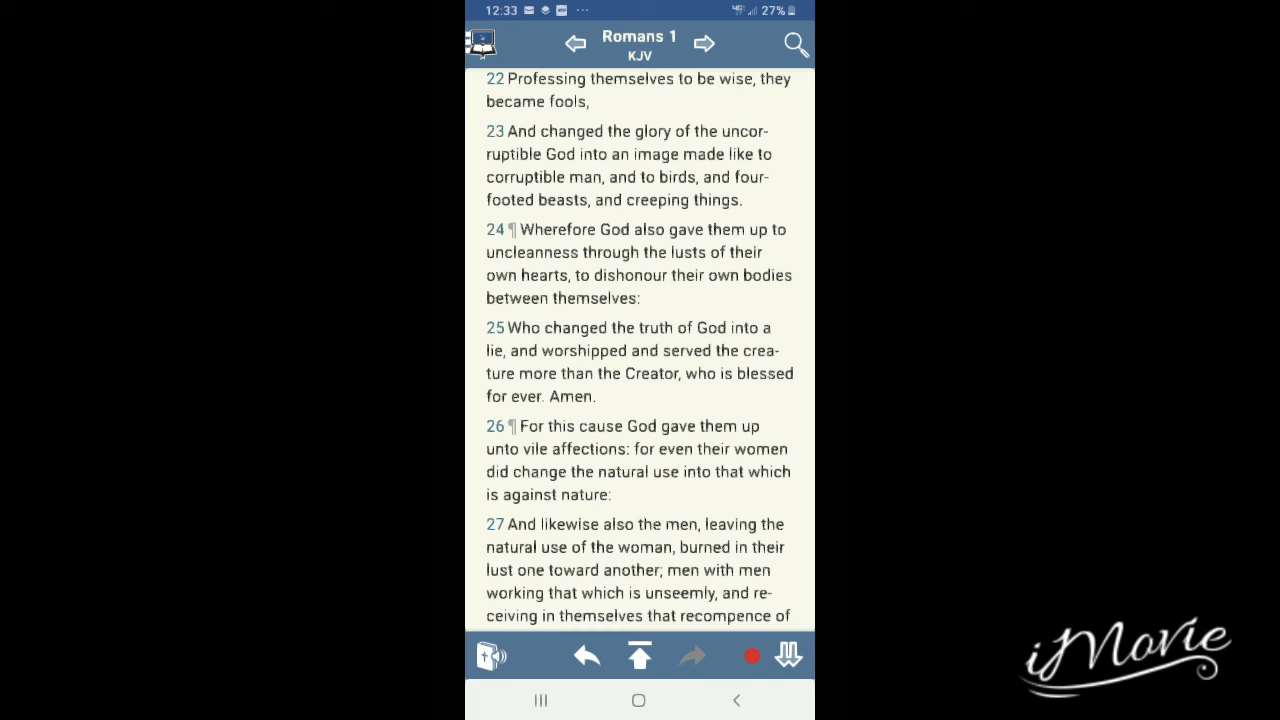 12:33 ... 27%
Romans 1
KJV
22 Professing themselves to be wise, they
became fools,
23 And changed the glory of the uncor-
ruptible God into an image made like to
corruptible man, and to birds, and four-
footed beasts, and creeping things.
24 ¶ Wherefore God also gave them up to
uncleanness through the lusts of their
own hearts, to dishonour their own bodies
between themselves:
25 Who changed the truth of God into a
lie, and worshipped and served the crea-
ture more than the Creator, who is blessed
for ever. Amen.
26 ¶ For this cause God gave them up
unto vile affections: for even their women
did change the natural use into that which
is against nature:
27 And likewise also the men, leaving the
natural use of the woman, burned in their
lust one toward another; men with men
working that which is unseemly, and re-
ceiving in themselves that recompence of
iMovie